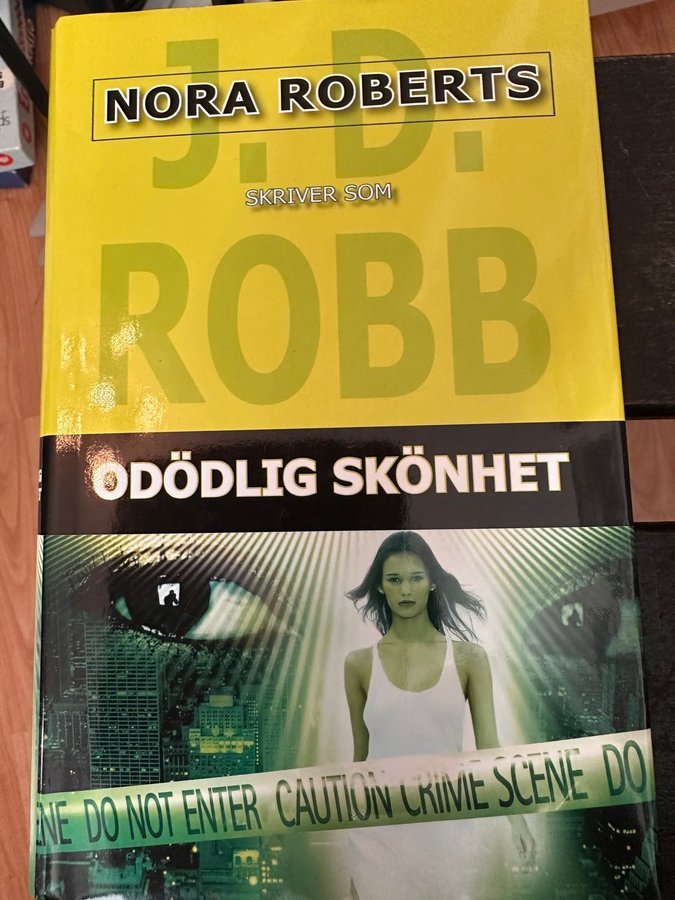 J. D.
NORA ROBERTS
SKRIVER SOM
ROBB
ODÖDLIG SKÖNHET
NE DO NOT ENTER CAUTION CRIME SCENE DO